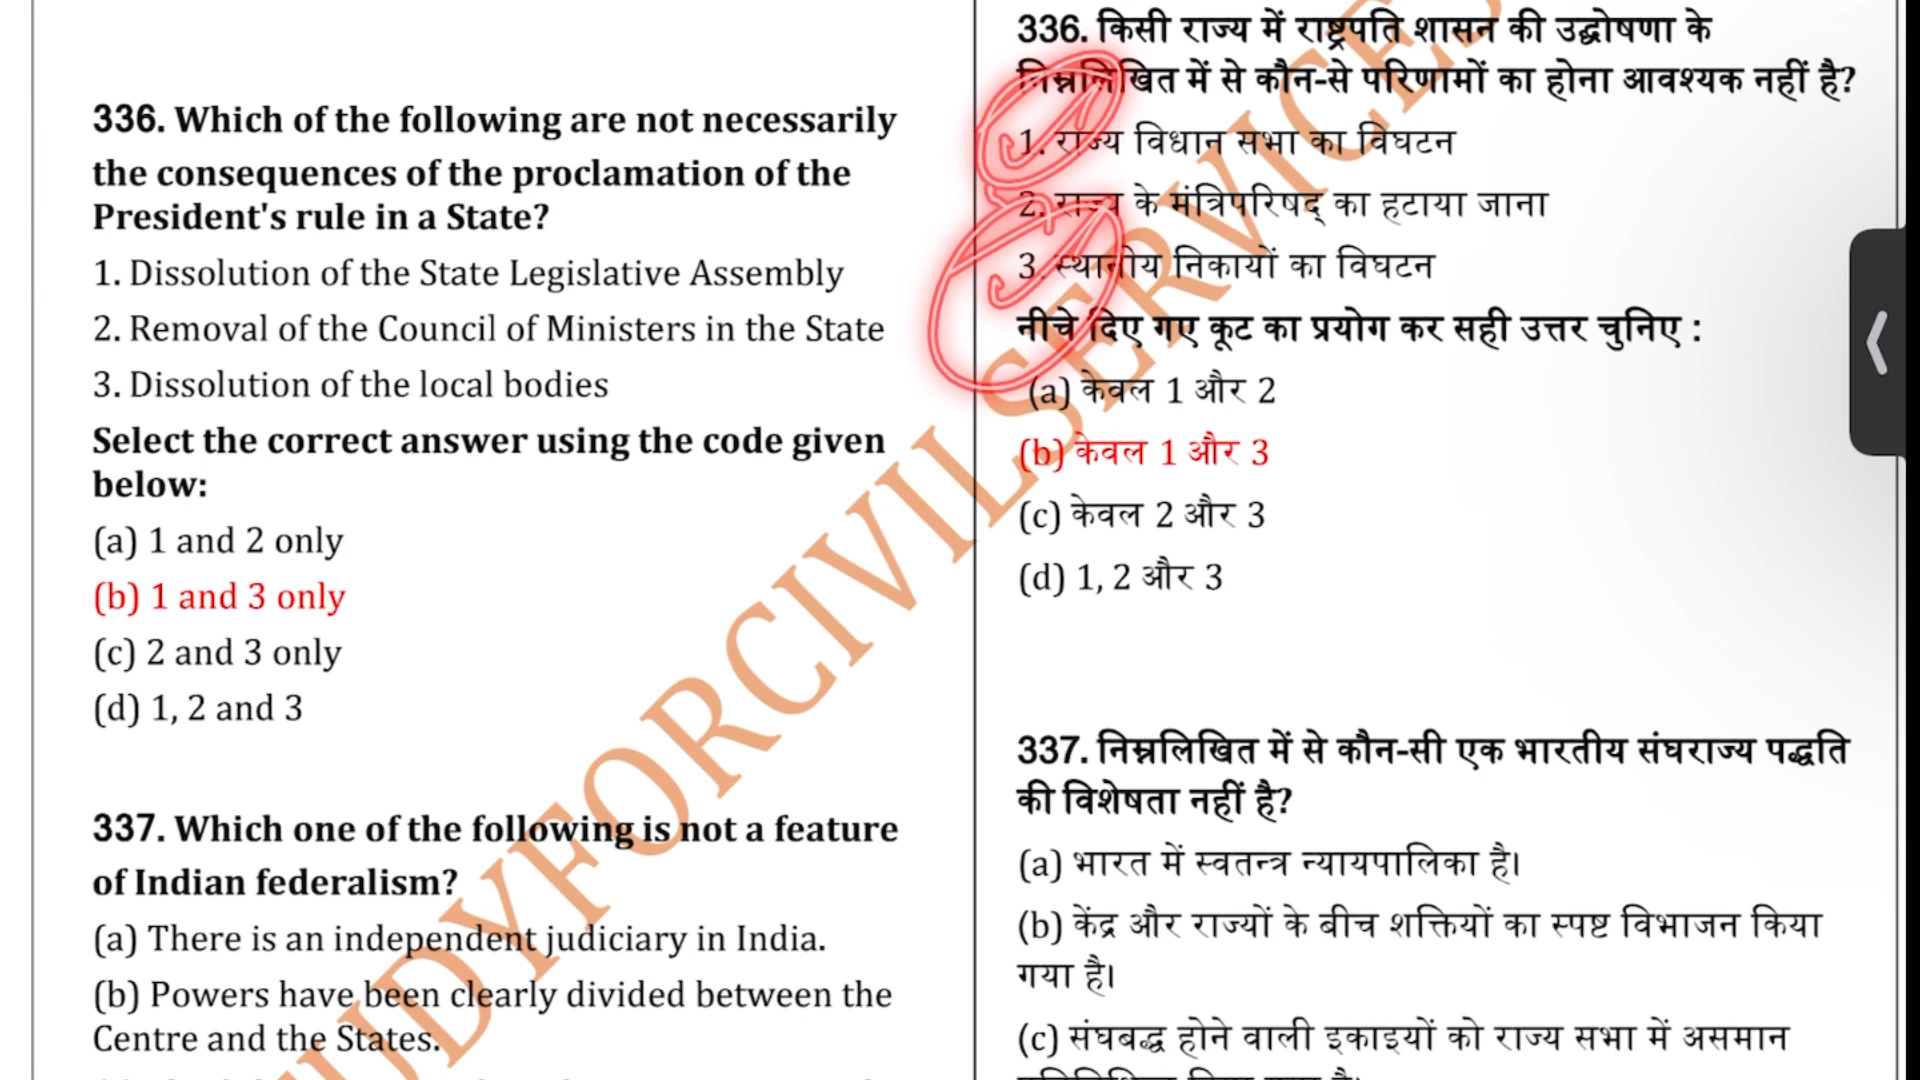 336. Which of the following are not necessarily
the consequences of the proclamation of the
President's rule in a State?
1. Dissolution of the State Legislative Assembly
2. Removal of the Council of Ministers in the State
3. Dissolution of the local bodies
Select the correct answer using the code given
below:
(a) 1 and 2 only
(b) 1 and 3 only
(c) 2 and 3 only
(d) 1, 2 and 3
337. Which one of the following is not a feature
of Indian federalism?
(a) There is an independent judiciary in India.
(b) Powers have been clearly divided between the
Centre and the States.
336. किसी राज्य में राष्ट्रपति शासन की उद्घोषणा के
निम्नलिखित में से कौन-से परिणामों का होना आवश्यक नहीं है?
1. राज्य विधान सभा का विघटन
2. राज्य के मंत्रिपरिषद् का हटाया जाना
3. स्थानीय निकायों का विघटन
नीचे दिए गए कूट का प्रयोग कर सही उत्तर चुनिए :
(a) केवल 1 और 2
(b) केवल 1 और 3
(c) केवल 2 और 3
(d) 1, 2 और 3
337. निम्नलिखित में से कौन-सी एक भारतीय संघराज्य पद्धति
की विशेषता नहीं है?
(a) भारत में स्वतन्त्र न्यायपालिका है।
(b) केंद्र और राज्यों के बीच शक्तियों का स्पष्ट विभाजन किया
गया है।
(c) संघबद्ध होने वाली इकाइयों को राज्य सभा में असमान
UDYFORCIVILSERVICES